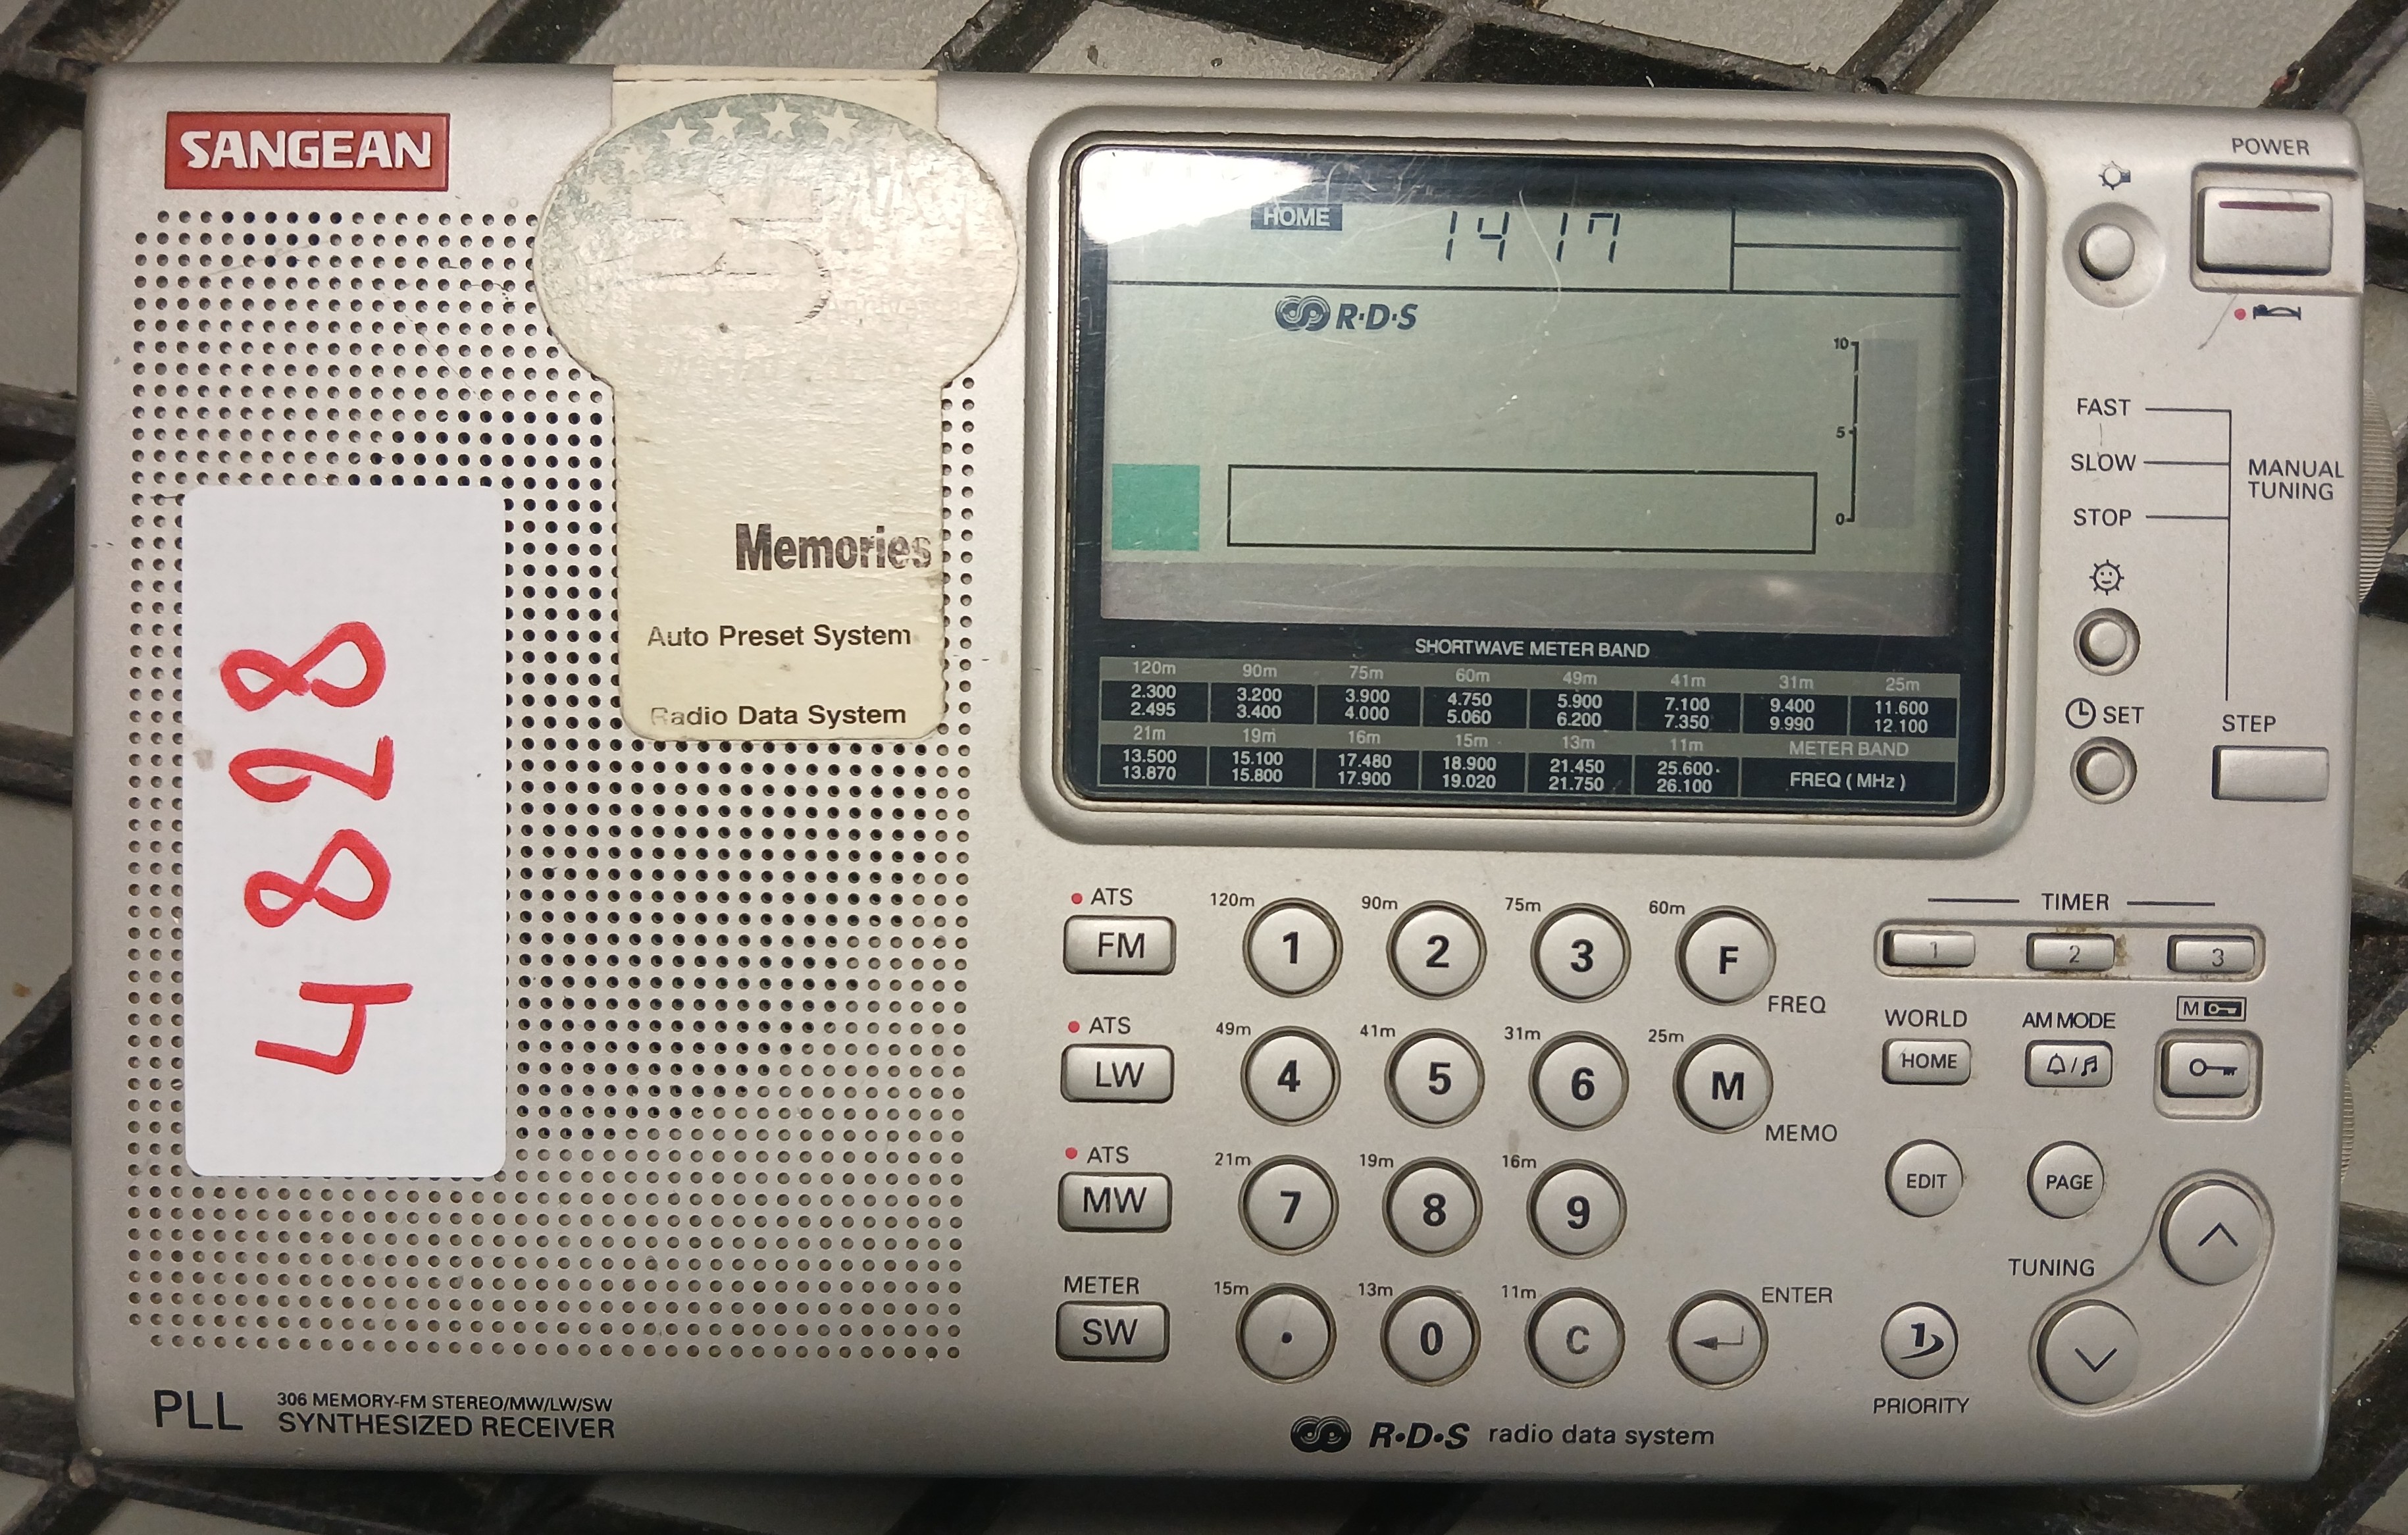 SANGEAN
Memories
Auto Preset System
Radio Data System
4828
PLL
306 MEMORY-FM STEREO/MW/LW/SW
SYNTHESIZED RECEIVER
HOME
14 17
R·D·S
10
5
0
SHORTWAVE METER BAND
120m 90m 75m 60m 49m 41m 31m 25m
2.300 3.200 3.900 4.750 5.900 7.100 9.400 11.600
2.495 3.400 4.000 5.060 6.200 7.350 9.990 12.100
21m 19m 16m 15m 13m 11m METER BAND
13.500 15.100 17.480 18.900 21.450 25.600
13.870 15.800 17.900 19.020 21.750 26.100
FREQ ( MHz )
POWER
FAST
SLOW
STOP
MANUAL
TUNING
SET
STEP
ATS
FM
120m 1
90m 2
75m 3
60m F
FREQ
ATS
LW
49m 4
41m 5
31m 6
25m M
MEMO
ATS
MW
21m 7
19m 8
16m 9
METER
SW
15m .
13m 0
11m C
ENTER
TIMER
1 2 3
WORLD
HOME
AM MODE
M
EDIT
PAGE
TUNING
1
PRIORITY
R•D•S radio data system